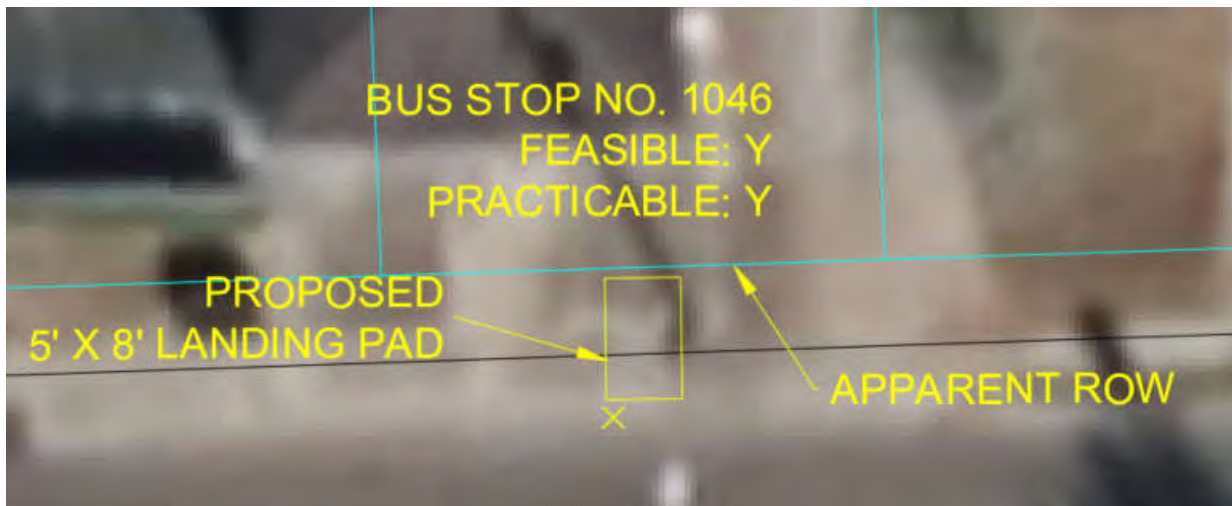 BUS STOP NO. 1046
FEASIBLE: Y
PRACTICABLE: Y
PROPOSED
5' X 8' LANDING PAD
APPARENT ROW